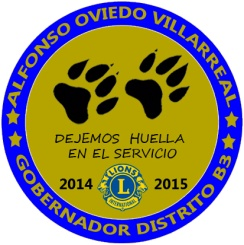 ALFONSO OVIEDO VILLARREAL
DEJEMOS HUELLA
EN EL SERVICIO
2014 2015
LIONS
L
INTERNATIONAL
GOBERNADOR DISTRITO B3